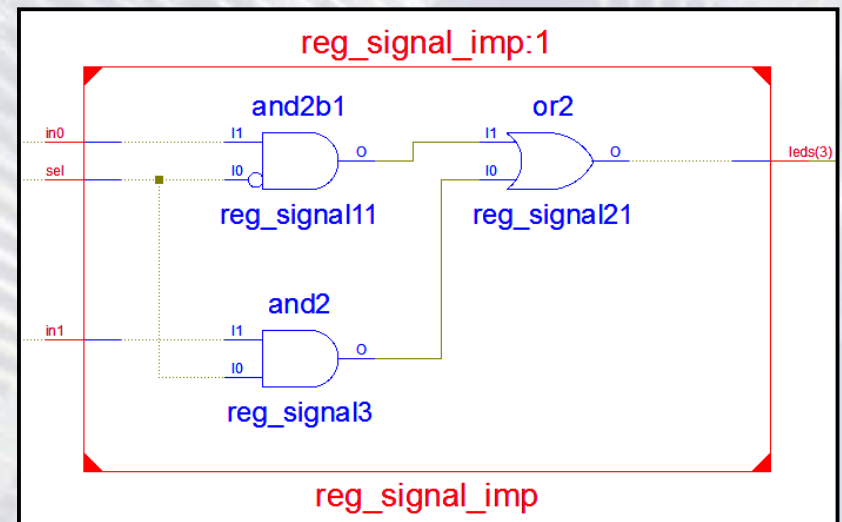 reg_signal_imp:1
and2b1
or2
in0
I1
O
I1
O
leds(3)
sel
I0
I0
reg_signal11
reg_signal21
and2
in1
I1
O
I0
reg_signal3
reg_signal_imp